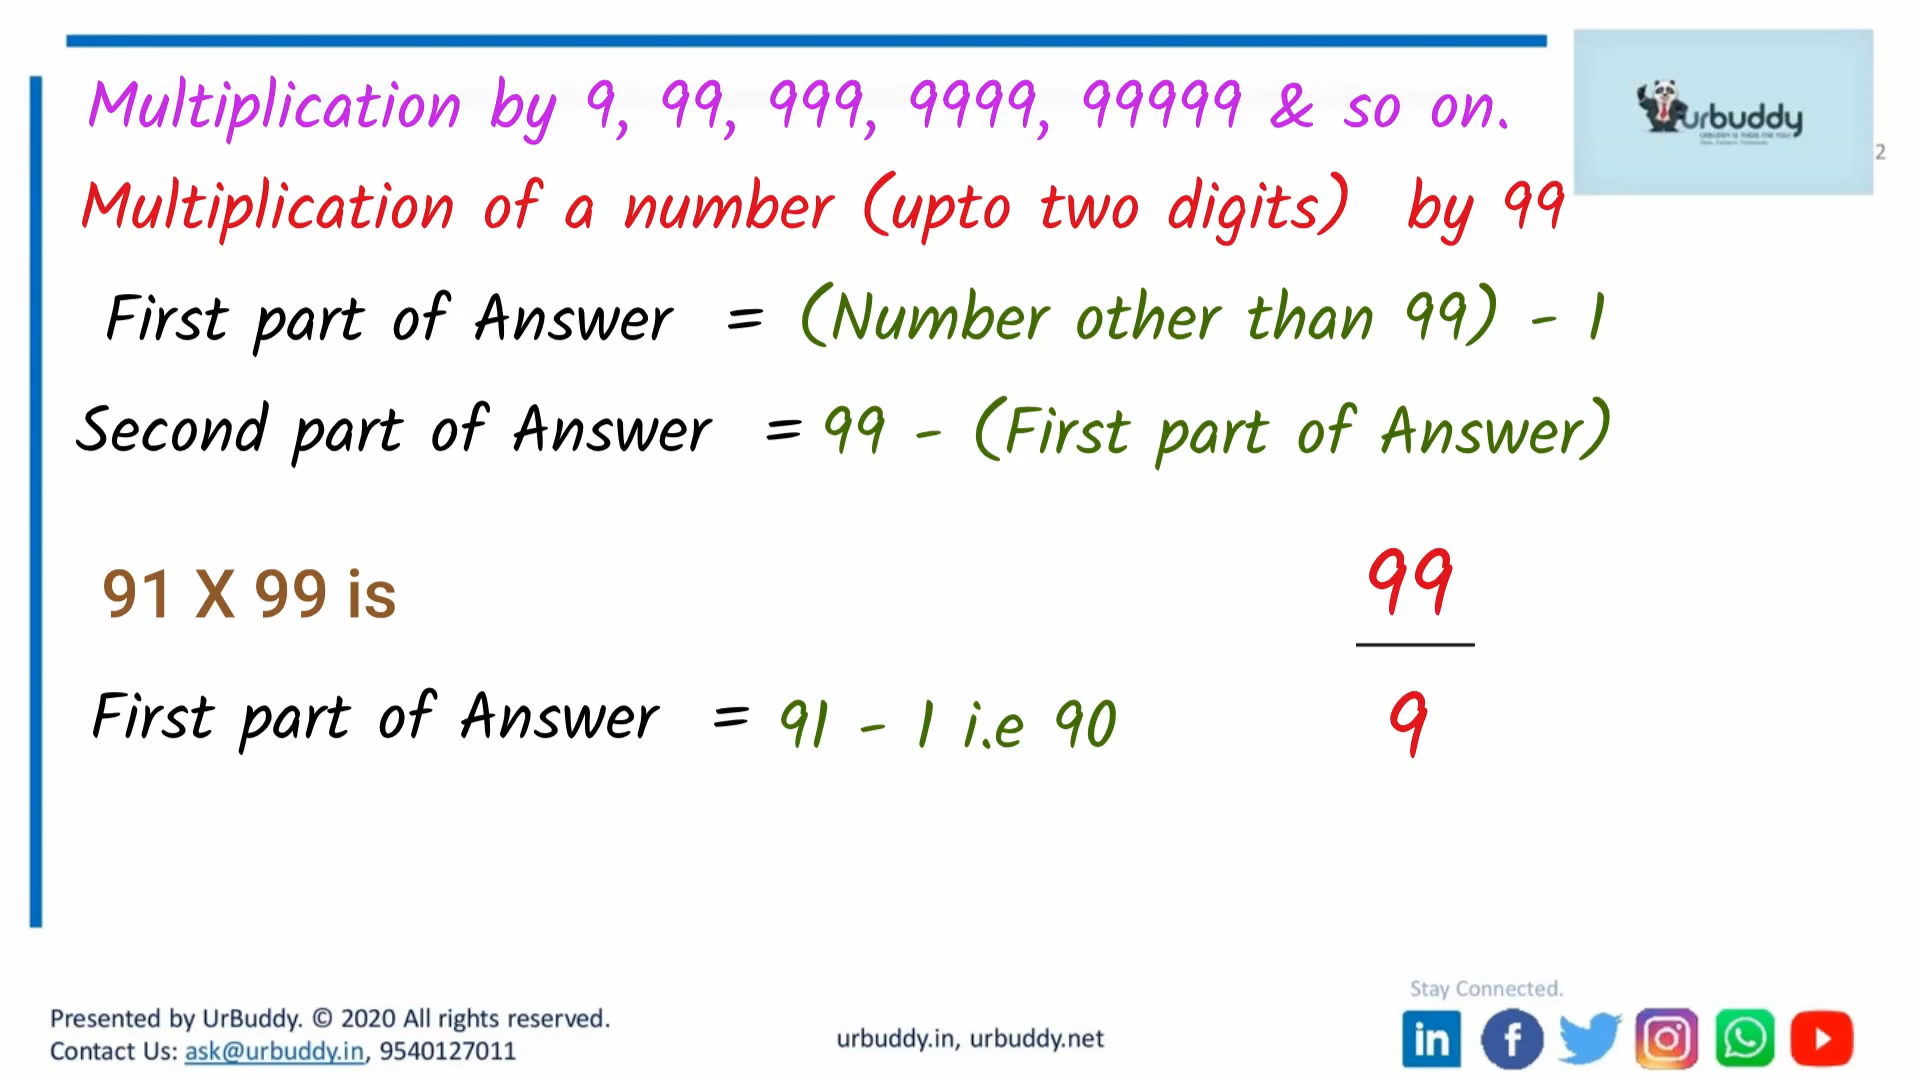 Multiplication by 9, 99, 999, 9999, 99999 & so on.
urbuddy
2
Multiplication of a number (upto two digits) by 99
First part of Answer = (Number other than 99) - 1
Second part of Answer = 99 - (First part of Answer)
91 X 99 is
99
First part of Answer = 91 - 1 i.e 90
9
Stay Connected.
Presented by UrBuddy. © 2020 All rights reserved.
Contact Us: ask@urbuddy.in, 9540127011
urbuddy.in, urbuddy.net
in f